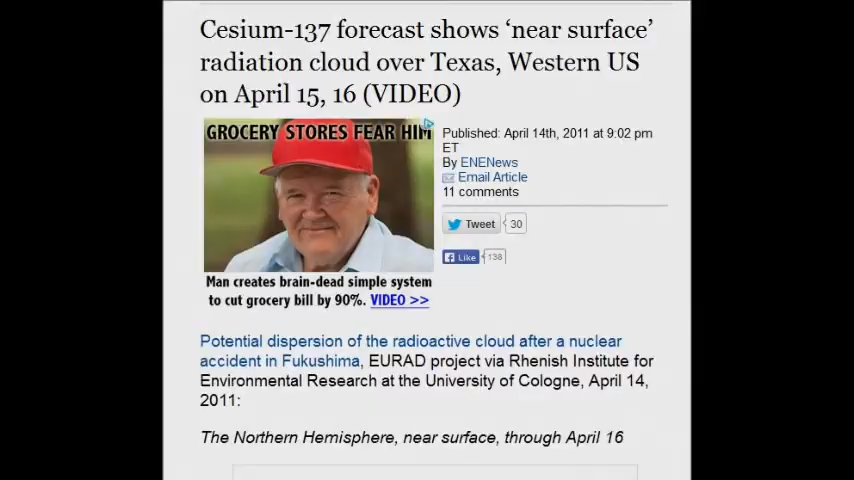 Cesium-137 forecast shows ‘near surface’
radiation cloud over Texas, Western US
on April 15, 16 (VIDEO)
GROCERY STORES FEAR HIM
Man creates brain-dead simple system
to cut grocery bill by 90%. VIDEO >>
Published: April 14th, 2011 at 9:02 pm
ET
By ENENews
Email Article
11 comments
Tweet 30
Like 138
Potential dispersion of the radioactive cloud after a nuclear
accident in Fukushima, EURAD project via Rhenish Institute for
Environmental Research at the University of Cologne, April 14,
2011:
The Northern Hemisphere, near surface, through April 16